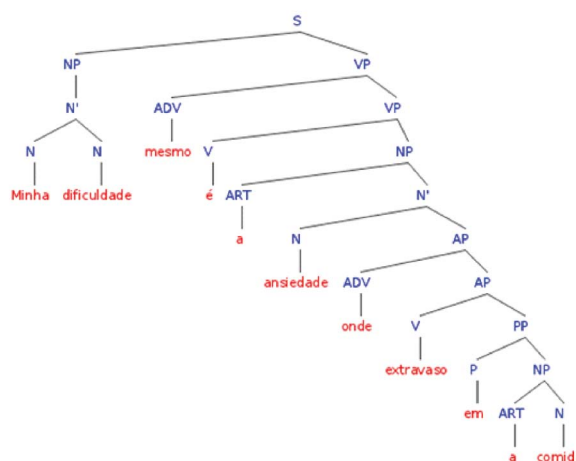 S
NP VP
N' ADV VP
N N mesmo V NP
Minha dificuldade é ART N'
a N AP
ansiedade ADV AP
onde V PP
extravaso P NP
em ART N
a comid